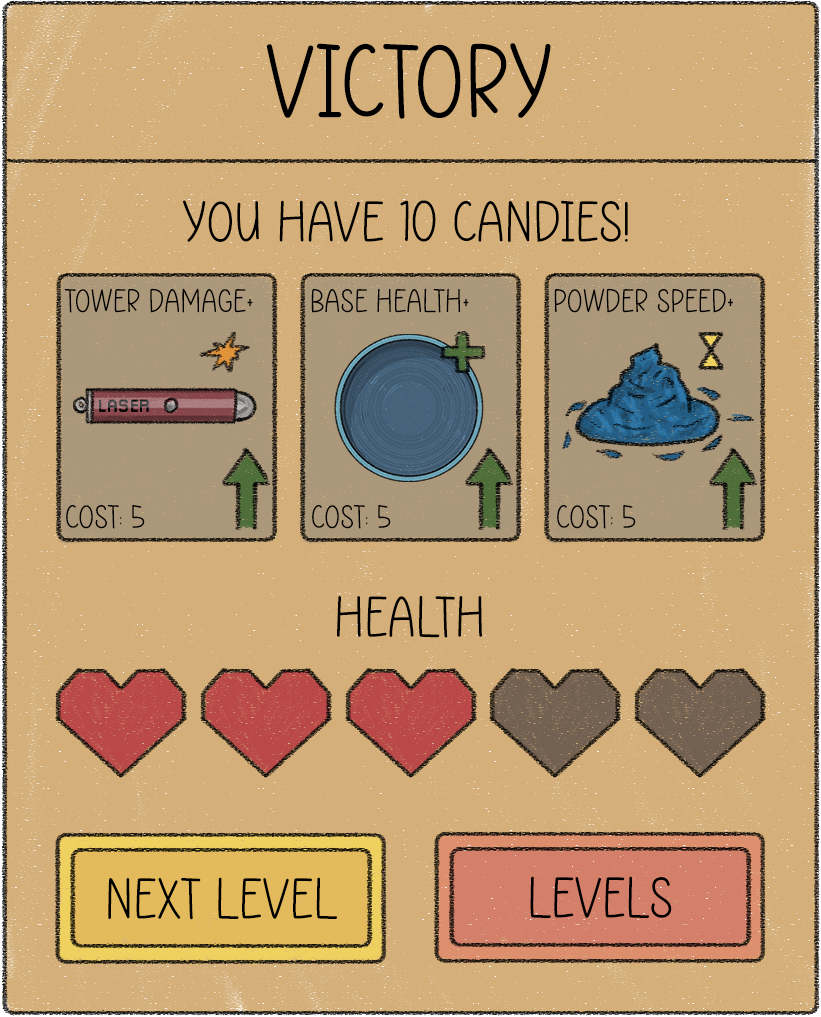 VICTORY
YOU HAVE 10 CANDIES!
TOWER DAMAGE+
LASER
COST: 5
BASE HEALTH+
COST: 5
POWDER SPEED+
COST: 5
HEALTH
NEXT LEVEL
LEVELS